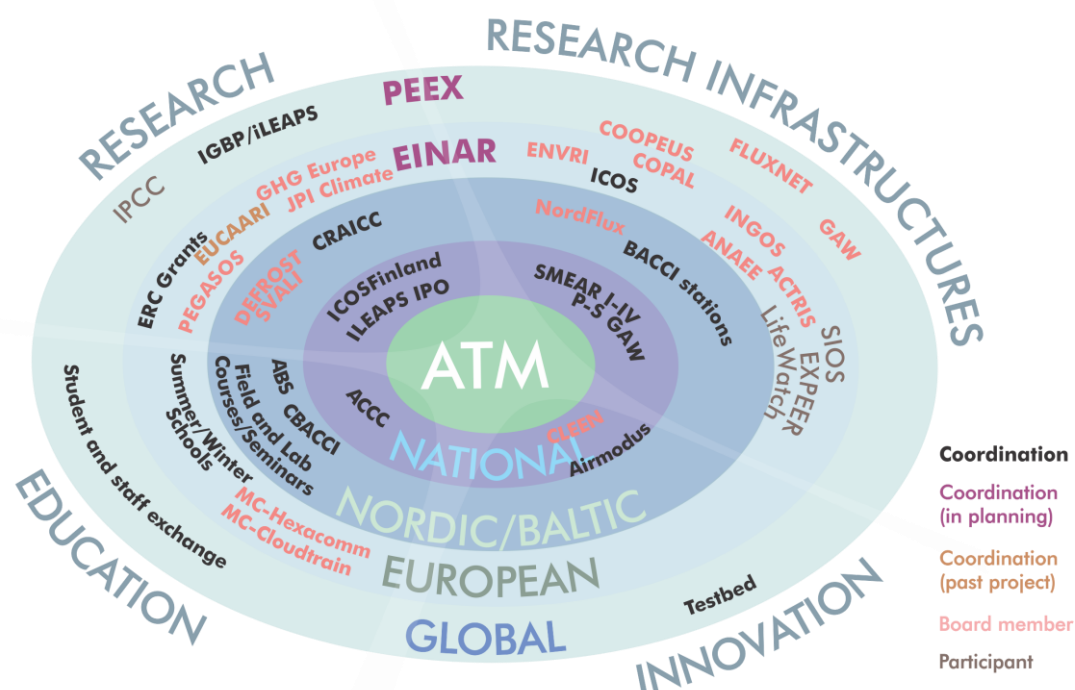 RESEARCH
RESEARCH INFRASTRUCTURES
PEEX
IGBP/iLEAPS
IPCC
EINAR
GHG Europe
JPI Climate
EUCAARI
ERC Grants
PEGASOS
CRAICC
DEFROST
SVALI
ICOSFinland
ILEAPS IPO
ENVRI
COOPEUS
COPAL
FLUXNET
ICOS
NordFlux
INGOS
ANAEE
GAW
BACCI stations
ACTRIS
SMEAR I-IV
P-S GAW
LifeWatch
SIOS
EXPEER
ATM
Student and staff exchange
Summer/Winter
Schools
ABS CBACCI
Field and Lab
Courses/Seminars
ACCC
MC-Hexacomm
MC-Cloudtrain
CLEEN
Airmodus
Testbed
NATIONAL
NORDIC/BALTIC
EUROPEAN
GLOBAL
EDUCATION
INNOVATION
Coordination
Coordination
(in planning)
Coordination
(past project)
Board member
Participant